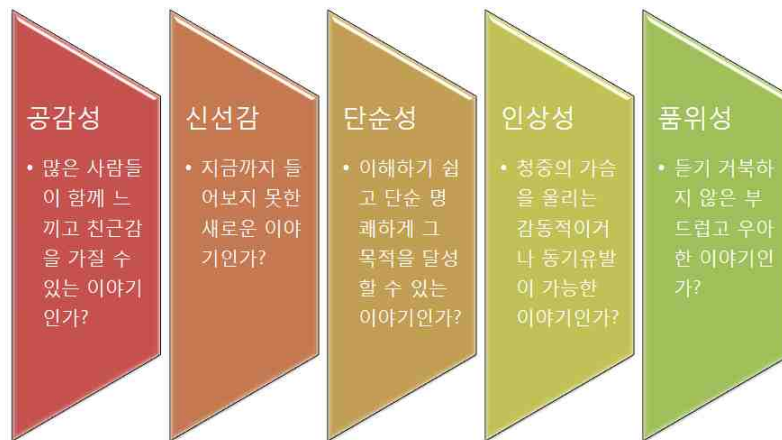 공감성
• 많은 사람들
이 함께 느
끼고 친근감
을 가질 수
있는 이야기
인가?
신선감
• 지금까지 들
어보지 못한
새로운 이야
기인가?
단순성
• 이해하기 쉽
고 단순 명
쾌하게 그
목적을 달성
할 수 있는
이야기인가?
인상성
• 청중의 가슴
을 울리는
감동적이거
나 동기유발
이 가능한
이야기인가?
품위성
• 듣기 거북하
지 않은 부
드럽고 우아
한 이야기인
가?